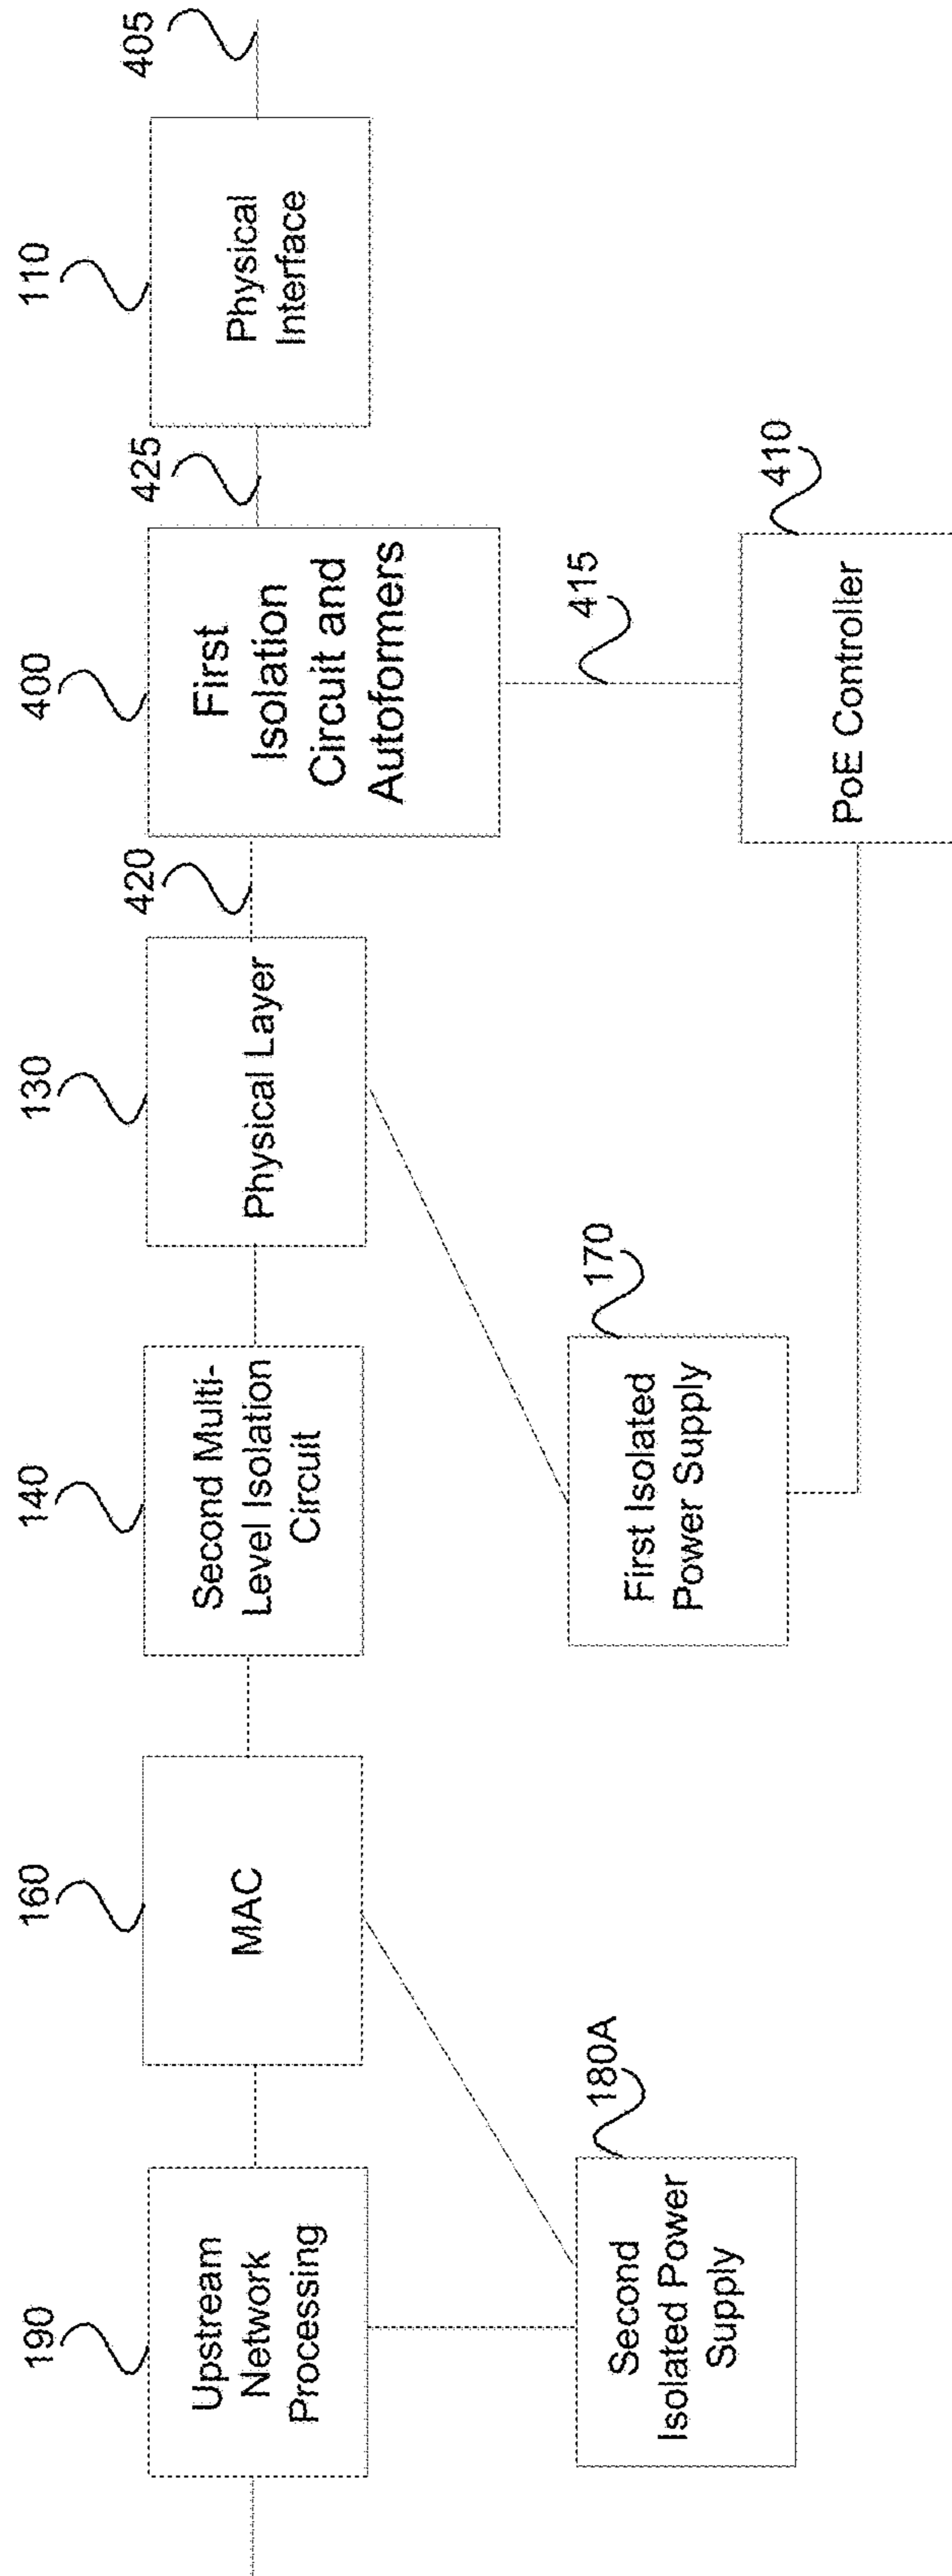 190
160
140
130
420
400
425
110
405
Upstream
Network
Processing
MAC
Second Multi-
Level Isolation
Circuit
Physical Layer
First
Isolation
Circuit and
Autoformers
Physical
Interface
180A
170
415
410
Second
Isolated Power
Supply
First Isolated
Power Supply
PoE Controller